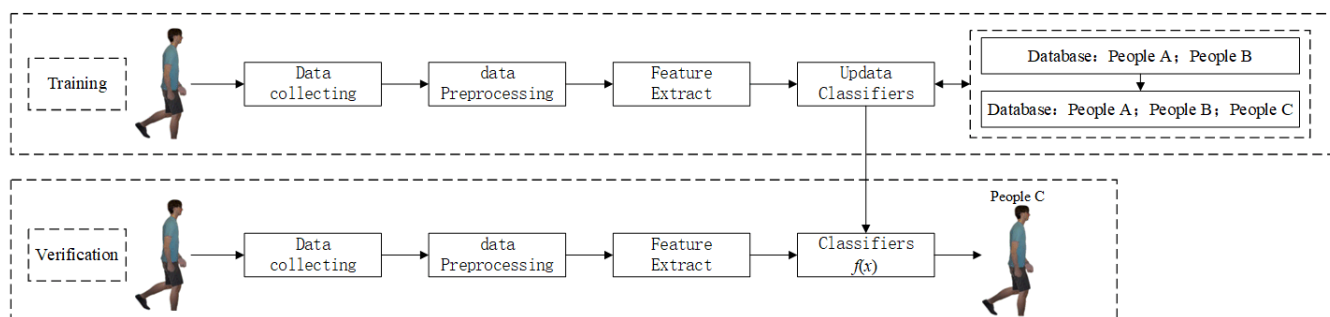 Training
Data
collecting
data
Preprocessing
Feature
Extract
Updata
Classifiers
Database：People A；People B
Database：People A；People B；People C
Verification
Data
collecting
data
Preprocessing
Feature
Extract
Classifiers
f(x)
People C